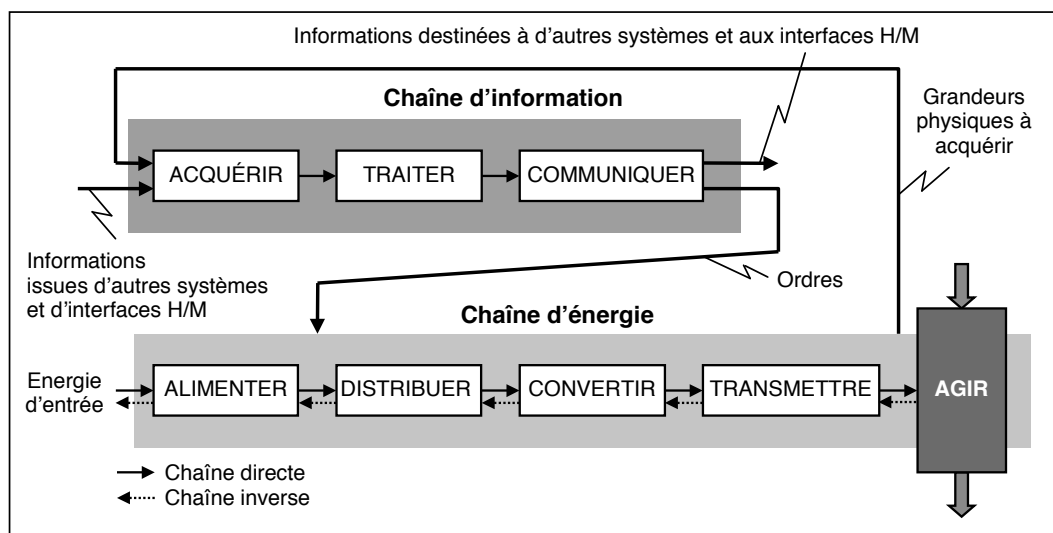 Informations destinées à d'autres systèmes et aux interfaces H/M
Chaîne d'information
Grandeurs
physiques à
acquérir
ACQUÉRIR
TRAITER
COMMUNIQUER
Informations
issues d'autres systèmes
et d'interfaces H/M
Ordres
Chaîne d'énergie
Energie
d'entrée
ALIMENTER
DISTRIBUER
CONVERTIR
TRANSMETTRE
AGIR
Chaîne directe
Chaîne inverse